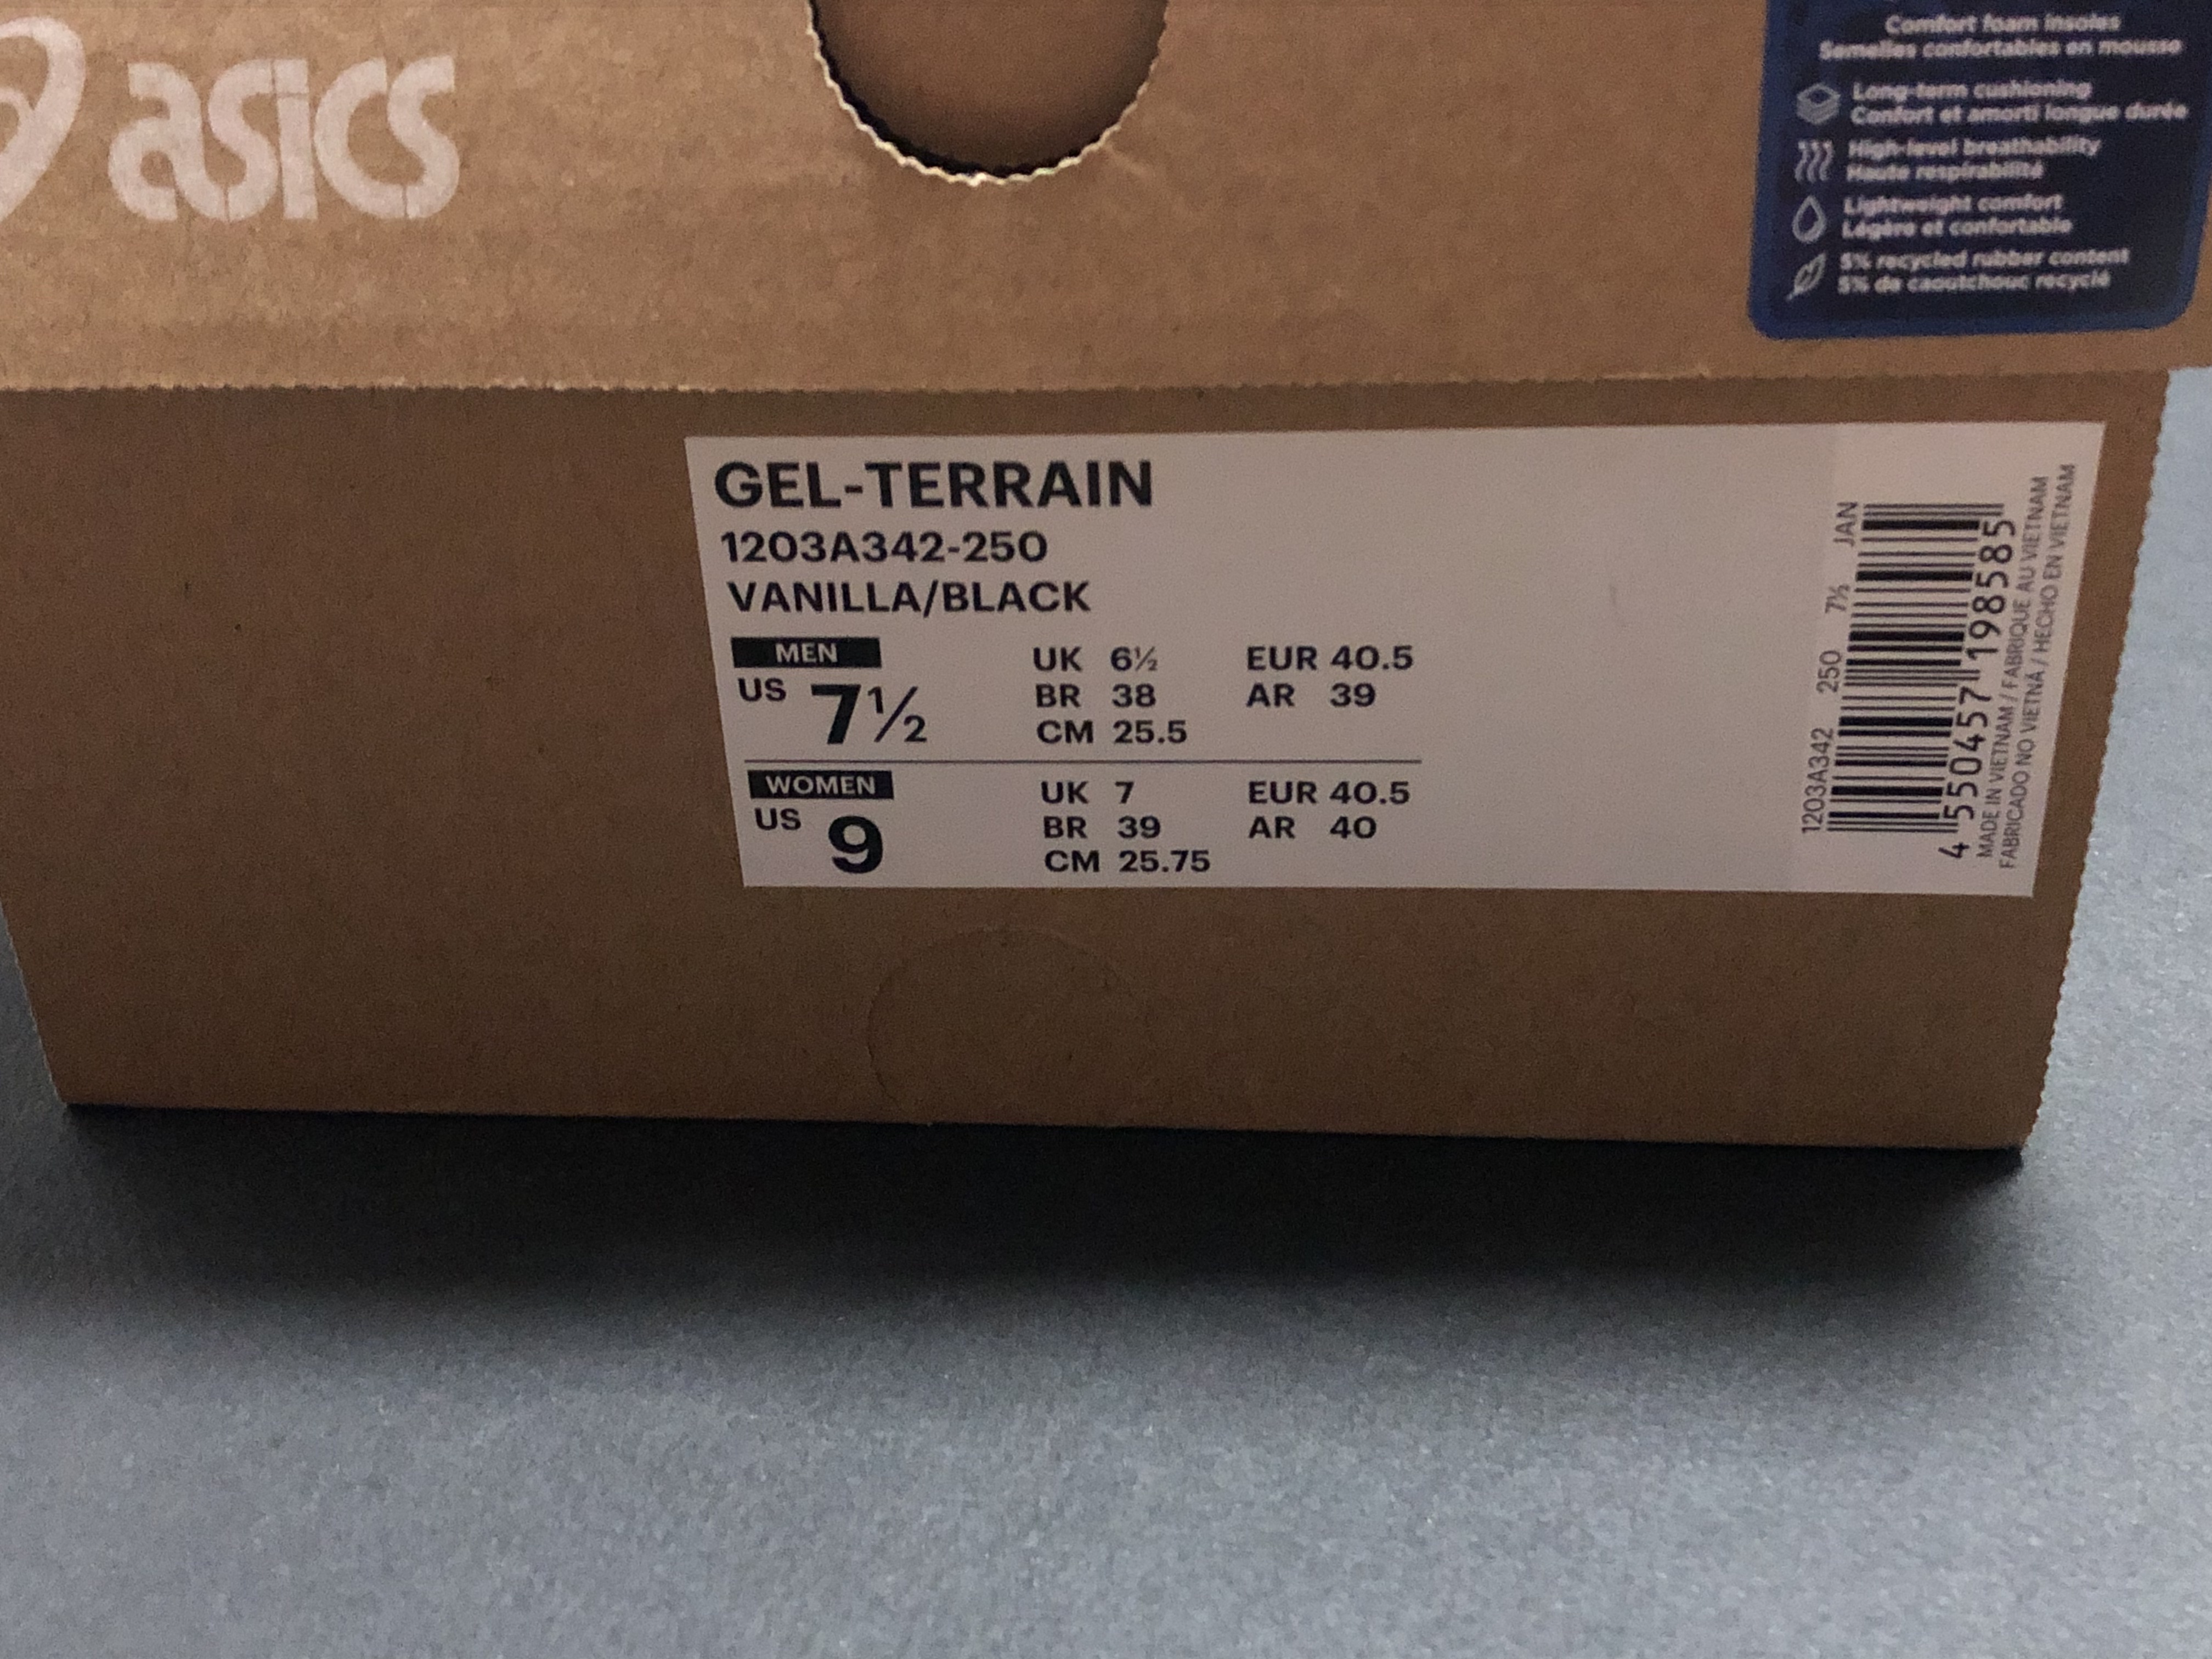 asics
Comfort foam insoles
Semelles confortables en mousse
Long-term cushioning
Confort et amorti longue durée
High-level breathability
Haute respirabilité
Lightweight comfort
Légère et confortable
5% recycled rubber content
5% de caoutchouc recyclé
GEL-TERRAIN
1203A342-250
VANILLA/BLACK
MEN
US 7½
UK 6½ EUR 40.5
BR 38 AR 39
CM 25.5
WOMEN
US 9
UK 7 EUR 40.5
BR 39 AR 40
CM 25.75
1203A342 250 7½ JAN
4 550457 198585
MADE IN VIETNAM / FABRIQUE AU VIETNAM
FABRICADO NO VIETNÃ / HECHO EN VIETNAM